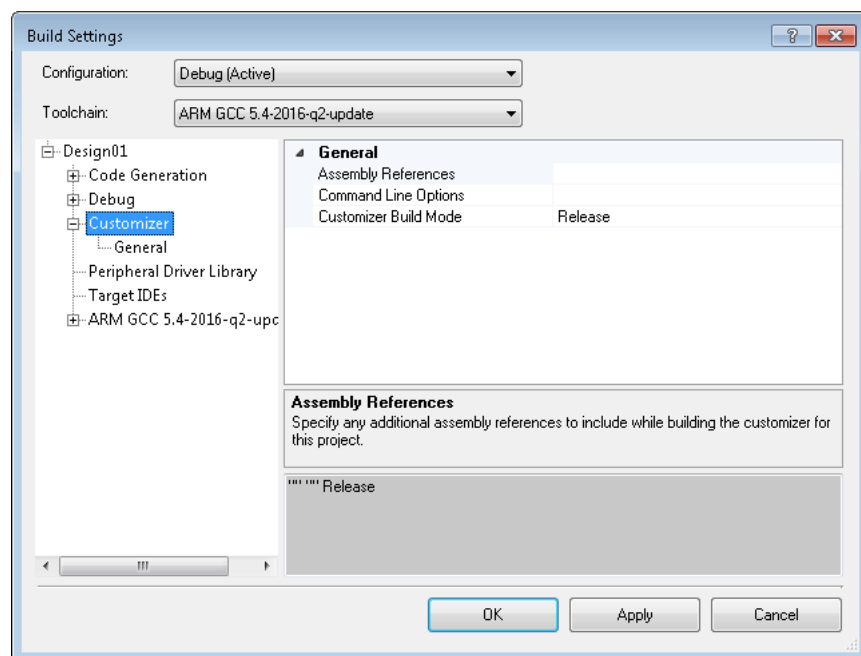 Build Settings
Configuration:
Debug (Active)
Toolchain:
ARM GCC 5.4-2016-q2-update
Design01
Code Generation
Debug
Customizer
General
Peripheral Driver Library
Target IDEs
ARM GCC 5.4-2016-q2-upc
General
Assembly References
Command Line Options
Customizer Build Mode Release
Assembly References
Specify any additional assembly references to include while building the customizer for
this project.
"" "" Release
OK Apply Cancel